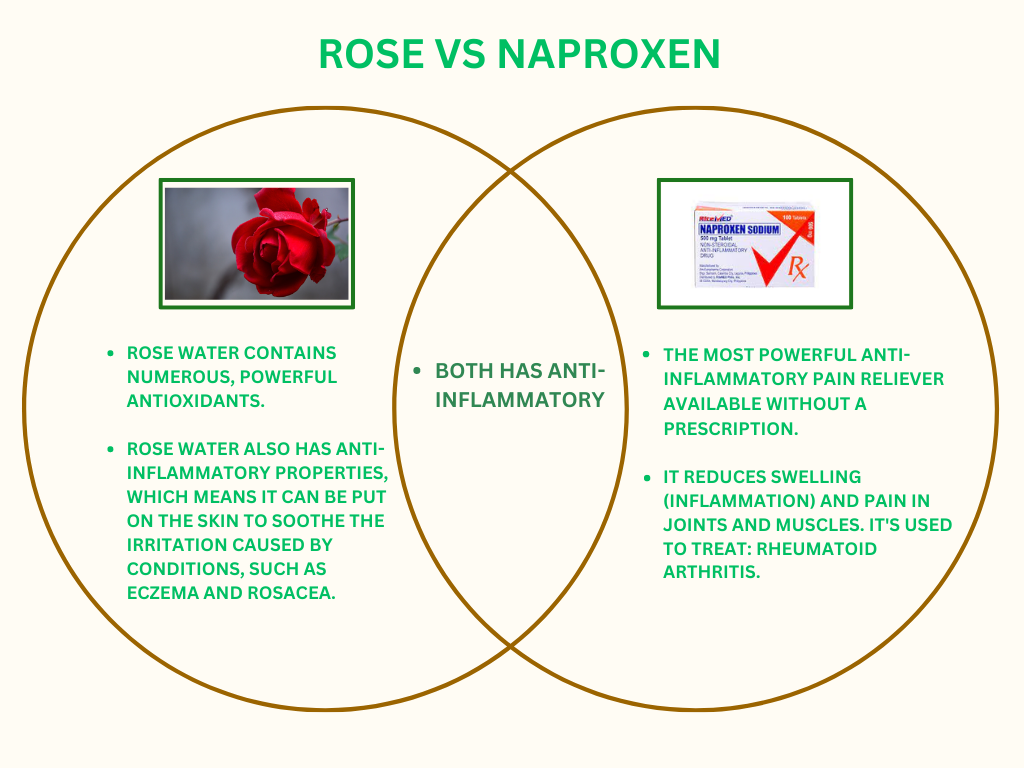 ROSE VS NAPROXEN
ROSE WATER CONTAINS
NUMEROUS, POWERFUL
ANTIOXIDANTS.
ROSE WATER ALSO HAS ANTI-
INFLAMMATORY PROPERTIES,
WHICH MEANS IT CAN BE PUT
ON THE SKIN TO SOOTHE THE
IRRITATION CAUSED BY
CONDITIONS, SUCH AS
ECZEMA AND ROSACEA.
BOTH HAS ANTI-
INFLAMMATORY
RiteMED
100 Tablets
NAPROXEN SODIUM
550 mg Tablet
NON-STEROIDAL
ANTI-INFLAMMATORY
DRUG
Rx
THE MOST POWERFUL ANTI-
INFLAMMATORY PAIN RELIEVER
AVAILABLE WITHOUT A
PRESCRIPTION.
IT REDUCES SWELLING
(INFLAMMATION) AND PAIN IN
JOINTS AND MUSCLES. IT'S USED
TO TREAT: RHEUMATOID
ARTHRITIS.